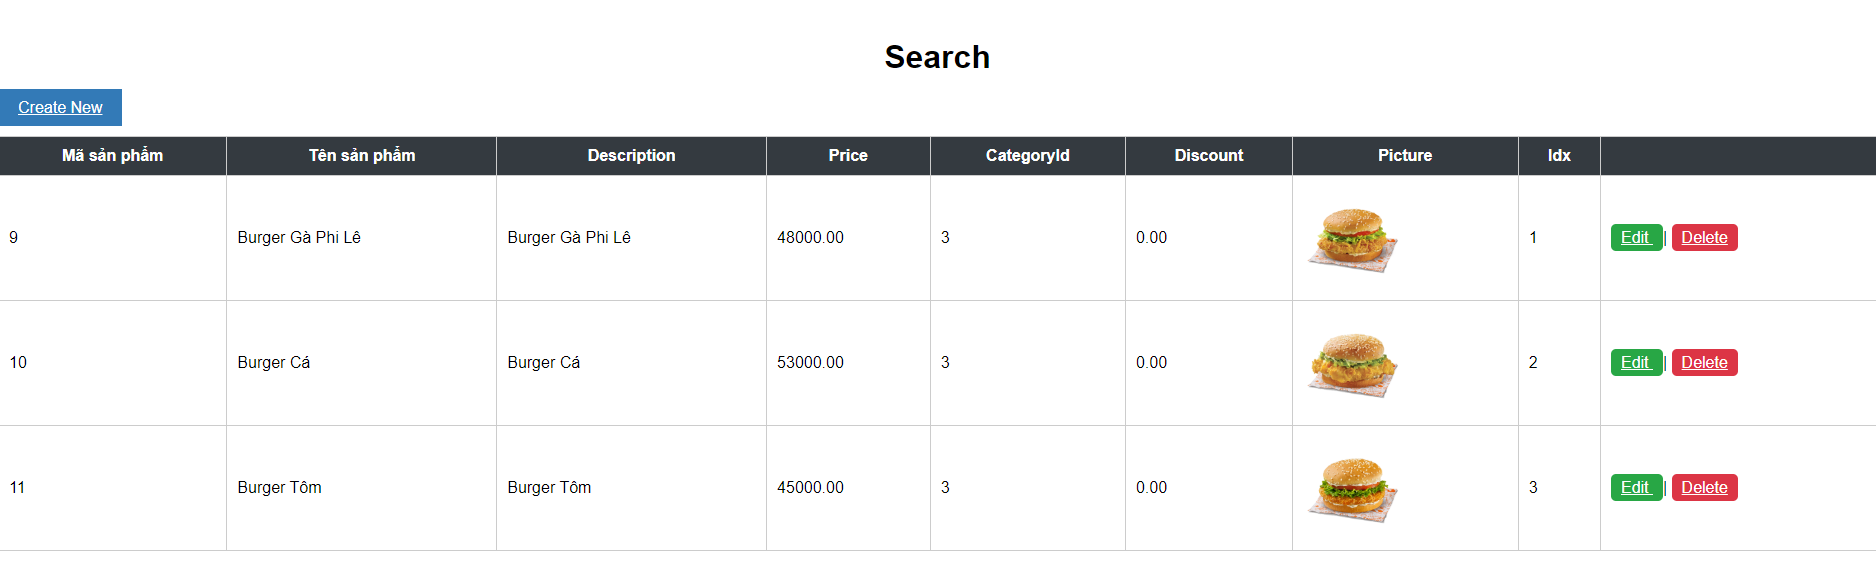 Search
Create New
Mã sản phẩm Tên sản phẩm Description Price CategoryId Discount Picture Idx
9 Burger Gà Phi Lê Burger Gà Phi Lê 48000.00 3 0.00 1 Edit | Delete
10 Burger Cá Burger Cá 53000.00 3 0.00 2 Edit | Delete
11 Burger Tôm Burger Tôm 45000.00 3 0.00 3 Edit | Delete